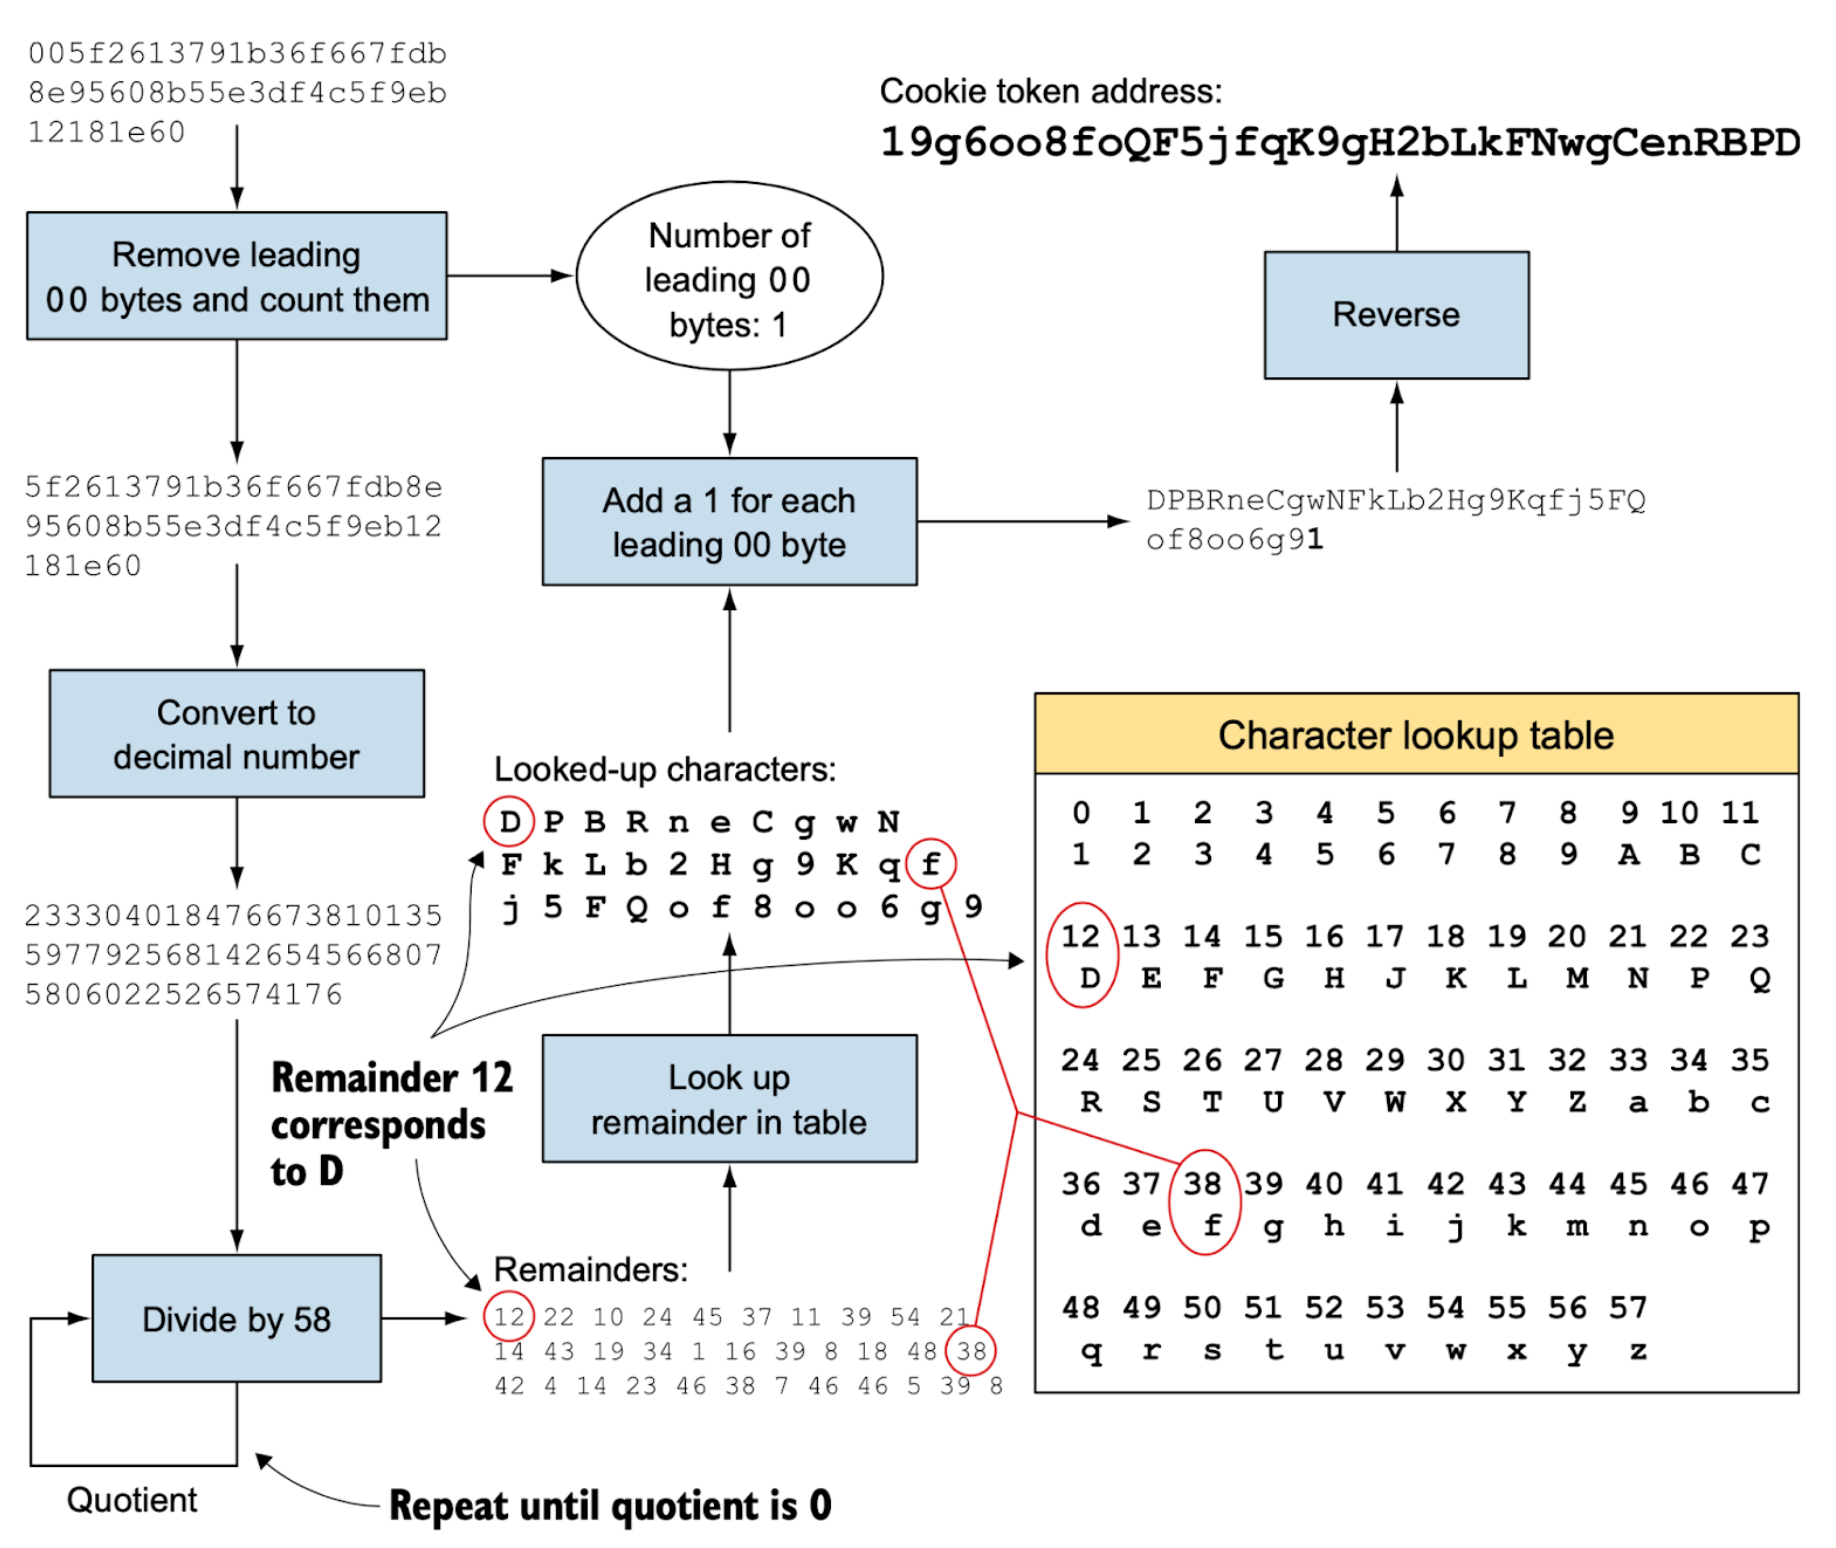 005f2613791b36f667fdb
8e95608b55e3df4c5f9eb
12181e60
Remove leading
00 bytes and count them
Number of
leading 00
bytes: 1
5f2613791b36f667fdb8e
95608b55e3df4c5f9eb12
181e60
Convert to
decimal number
233304018476673810135
597792568142654566807
5806022526574176
Divide by 58
Quotient
Repeat until quotient is 0
Remainder 12
corresponds
to D
Remainders:
12 22 10 24 45 37 11 39 54 21
14 43 19 34 1 16 39 8 18 48 38
42 4 14 23 46 38 7 46 46 5 39 8
Look up
remainder in table
Looked-up characters:
D P B R n e C g w N
F k L b 2 H g 9 K q f
j 5 F Q o f 8 o o 6 g 9
Add a 1 for each
leading 00 byte
DPBRneCgwNFkLb2Hg9Kqfj5FQ
of8oo6g91
Reverse
Cookie token address:
19g6oo8foQF5jfqK9gH2bLkFNwgCenRBPD
Character lookup table
0 1 2 3 4 5 6 7 8 9 10 11
1 2 3 4 5 6 7 8 9 A B C
12 13 14 15 16 17 18 19 20 21 22 23
D E F G H J K L M N P Q
24 25 26 27 28 29 30 31 32 33 34 35
R S T U V W X Y Z a b c
36 37 38 39 40 41 42 43 44 45 46 47
d e f g h i j k m n o p
48 49 50 51 52 53 54 55 56 57
q r s t u v w x y z